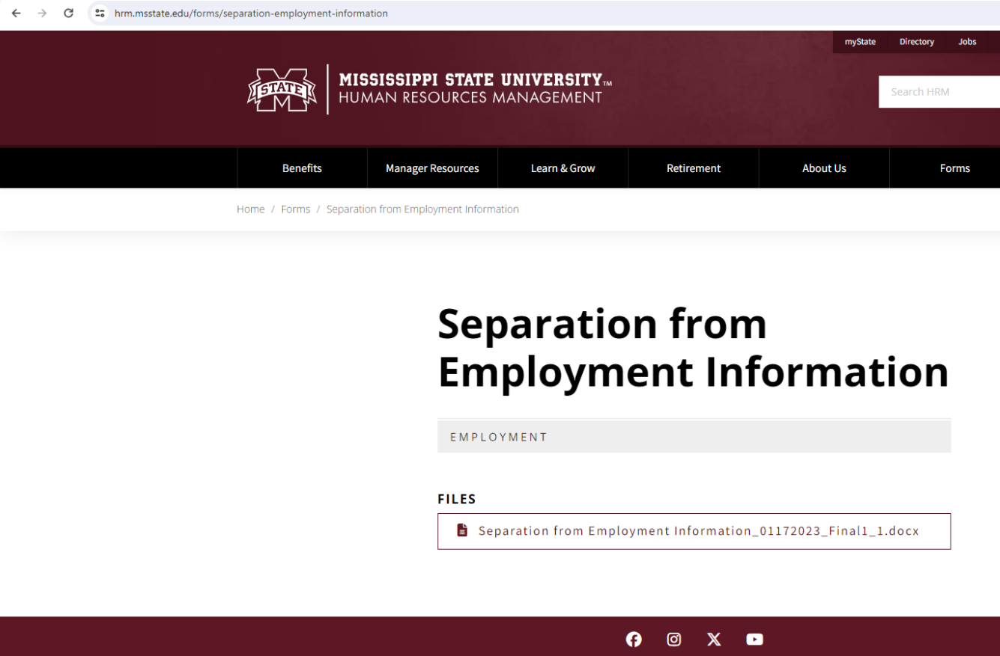 hrm.msstate.edu/forms/separation-employment-information
myState Directory Jobs
STATE
MISSISSIPPI STATE UNIVERSITY™
HUMAN RESOURCES MANAGEMENT
Search HRM
Benefits Manager Resources Learn & Grow Retirement About Us Forms
Home / Forms / Separation from Employment Information
Separation from
Employment Information
EMPLOYMENT
FILES
Separation from Employment Information_01172023_Final1_1.docx